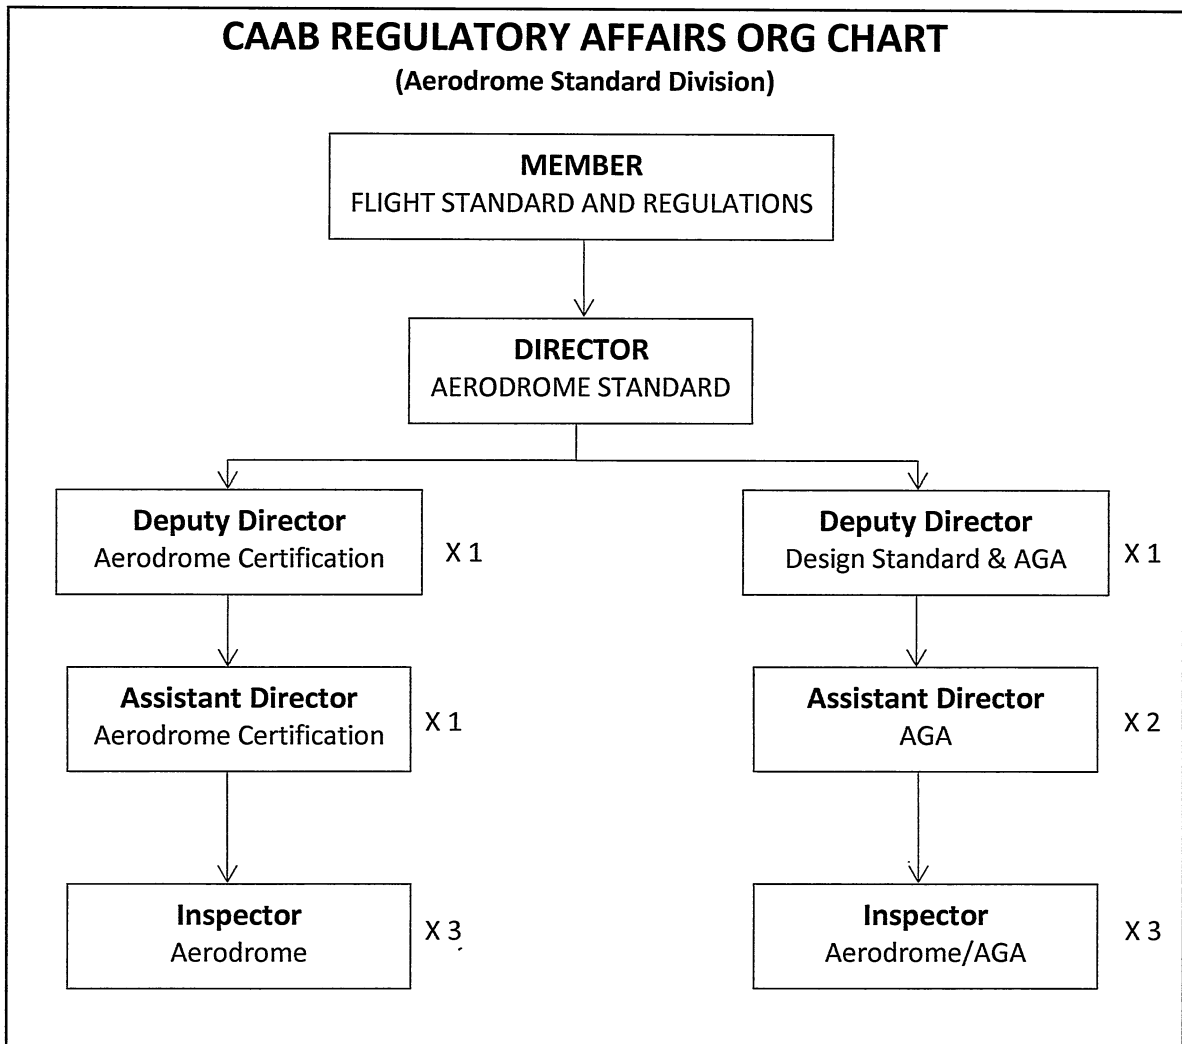 CAAB REGULATORY AFFAIRS ORG CHART
(Aerodrome Standard Division)
MEMBER
FLIGHT STANDARD AND REGULATIONS
DIRECTOR
AERODROME STANDARD
Deputy Director
Aerodrome Certification
X 1
Deputy Director
Design Standard & AGA
X 1
Assistant Director
Aerodrome Certification
X 1
Assistant Director
AGA
X 2
Inspector
Aerodrome
X 3
Inspector
Aerodrome/AGA
X 3